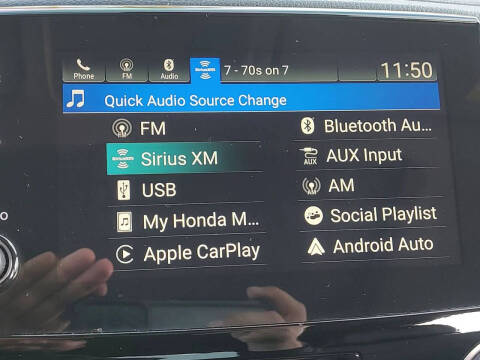 Phone
FM
Audio
SiriusXM
7 - 70s on 7
11:50
Quick Audio Source Change
FM
Sirius XM
USB
My Honda M...
Apple CarPlay
Bluetooth Au...
AUX
AUX Input
AM
Social Playlist
Android Auto